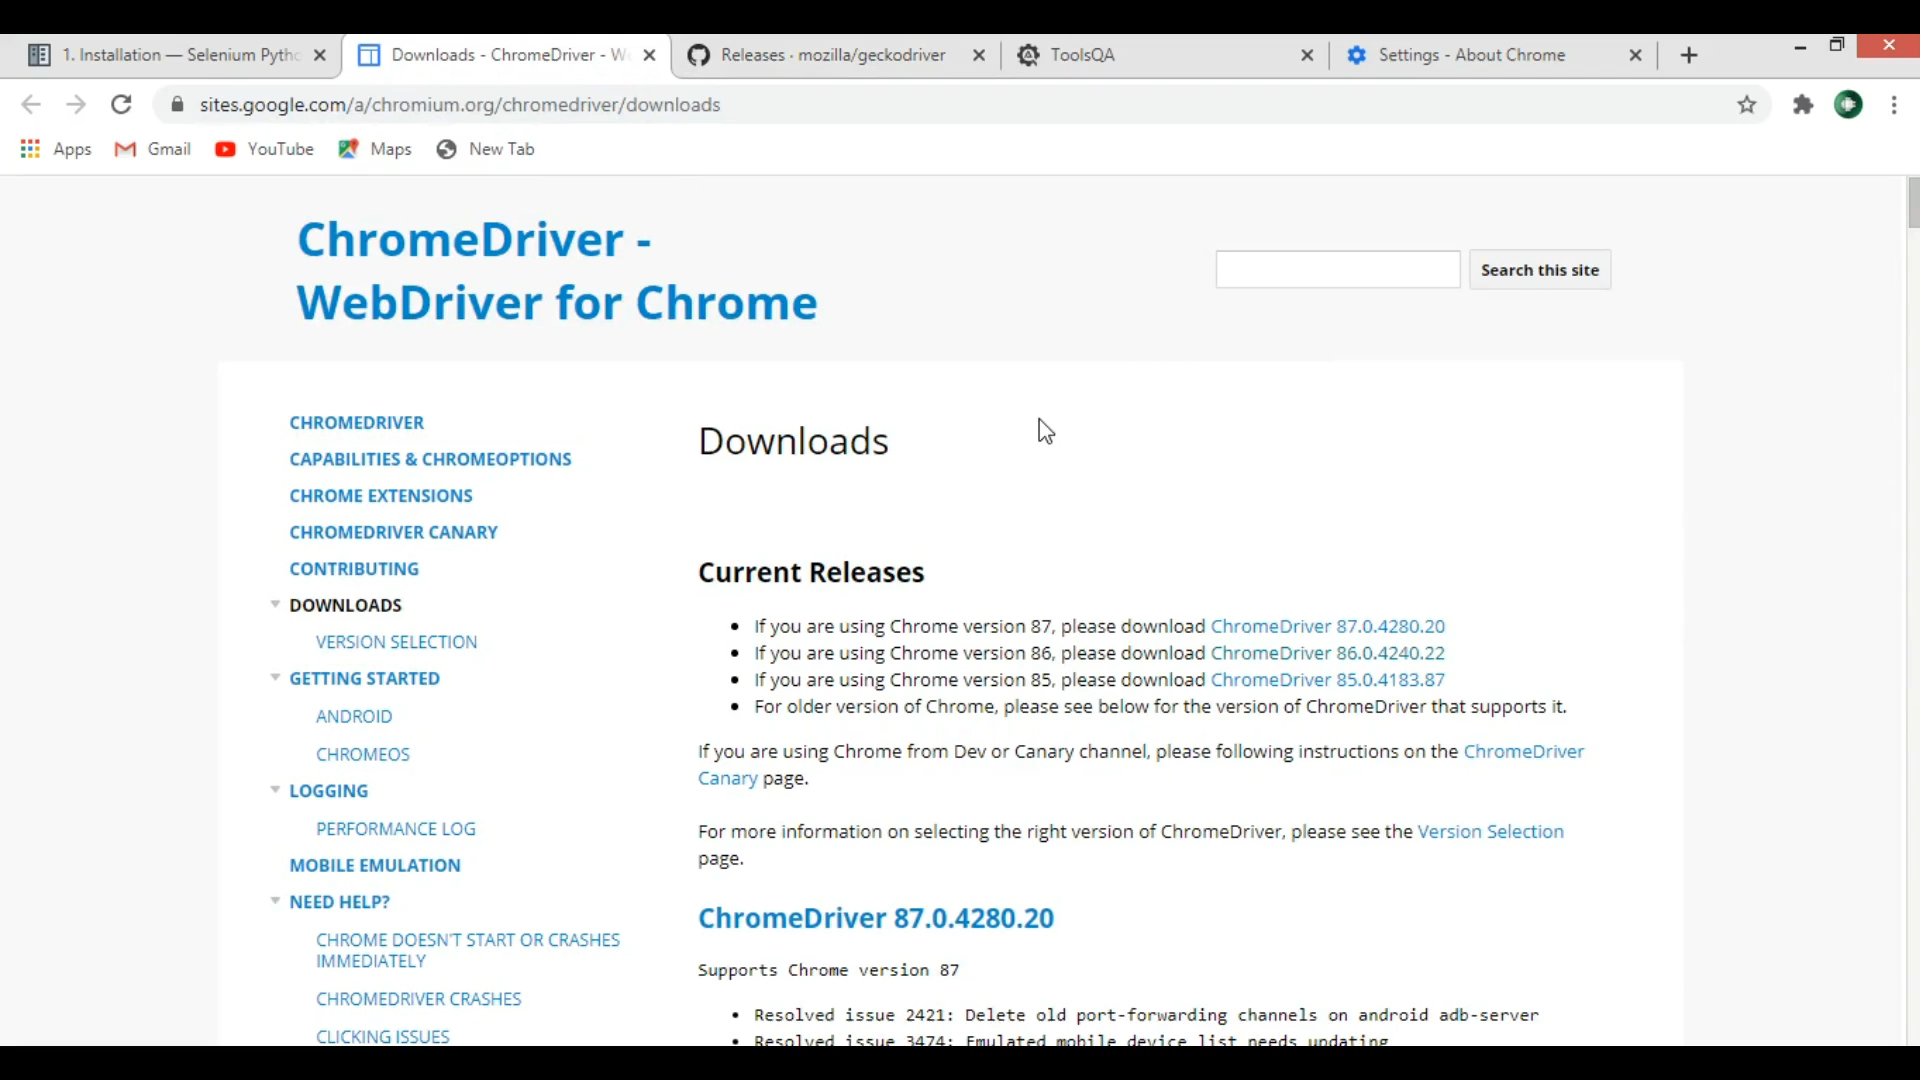 1. Installation — Selenium Pytho
Downloads - ChromeDriver - W
Releases · mozilla/geckodriver
ToolsQA
Settings - About Chrome
sites.google.com/a/chromium.org/chromedriver/downloads
Apps
Gmail
YouTube
Maps
New Tab
ChromeDriver -
WebDriver for Chrome
Search this site
CHROMEDRIVER
CAPABILITIES & CHROMEOPTIONS
CHROME EXTENSIONS
CHROMEDRIVER CANARY
CONTRIBUTING
DOWNLOADS
VERSION SELECTION
GETTING STARTED
ANDROID
CHROMEOS
LOGGING
PERFORMANCE LOG
MOBILE EMULATION
NEED HELP?
CHROME DOESN'T START OR CRASHES
IMMEDIATELY
CHROMEDRIVER CRASHES
CLICKING ISSUES
Downloads
Current Releases
• If you are using Chrome version 87, please download ChromeDriver 87.0.4280.20
• If you are using Chrome version 86, please download ChromeDriver 86.0.4240.22
• If you are using Chrome version 85, please download ChromeDriver 85.0.4183.87
• For older version of Chrome, please see below for the version of ChromeDriver that supports it.
If you are using Chrome from Dev or Canary channel, please following instructions on the ChromeDriver
Canary page.
For more information on selecting the right version of ChromeDriver, please see the Version Selection
page.
ChromeDriver 87.0.4280.20
Supports Chrome version 87
• Resolved issue 2421: Delete old port-forwarding channels on android adb-server
• Resolved issue 3474: Emulated mobile device list needs updating